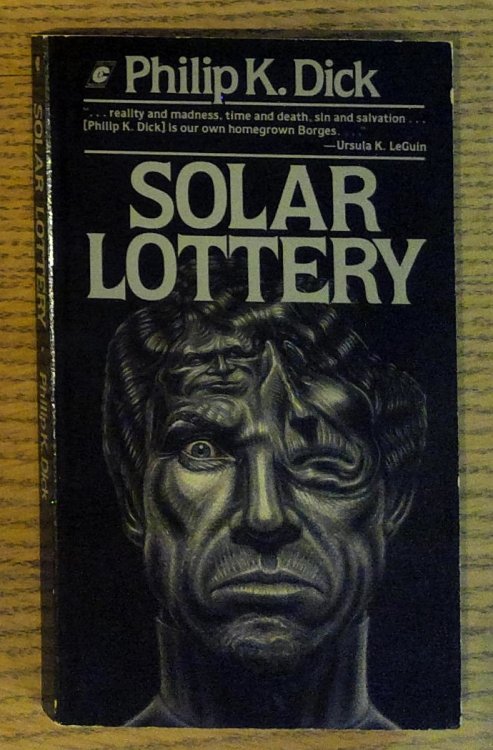 Philip K. Dick
". . . reality and madness, time and death, sin and salvation . . .
[Philip K. Dick] is our own homegrown Borges. . . .
—Ursula K. LeGuin
SOLAR
LOTTERY
SOLAR LOTTERY • Philip K. Dick